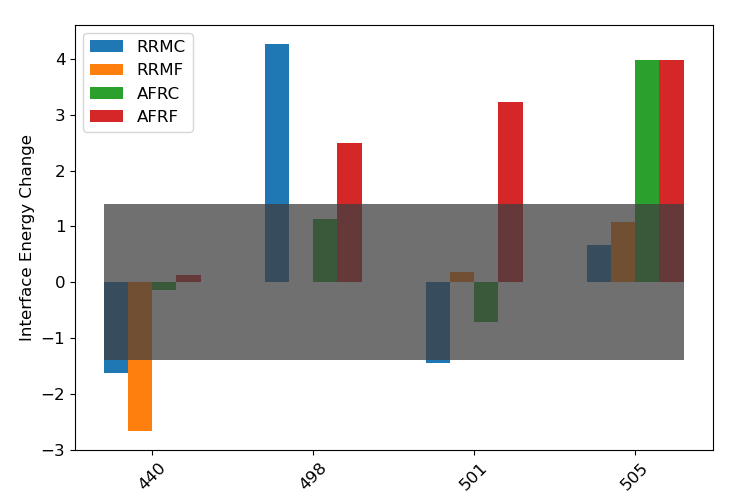 RRMC
RRMF
AFRC
AFRF
Interface Energy Change
4
3
2
1
0
−1
−2
−3
440
498
501
505